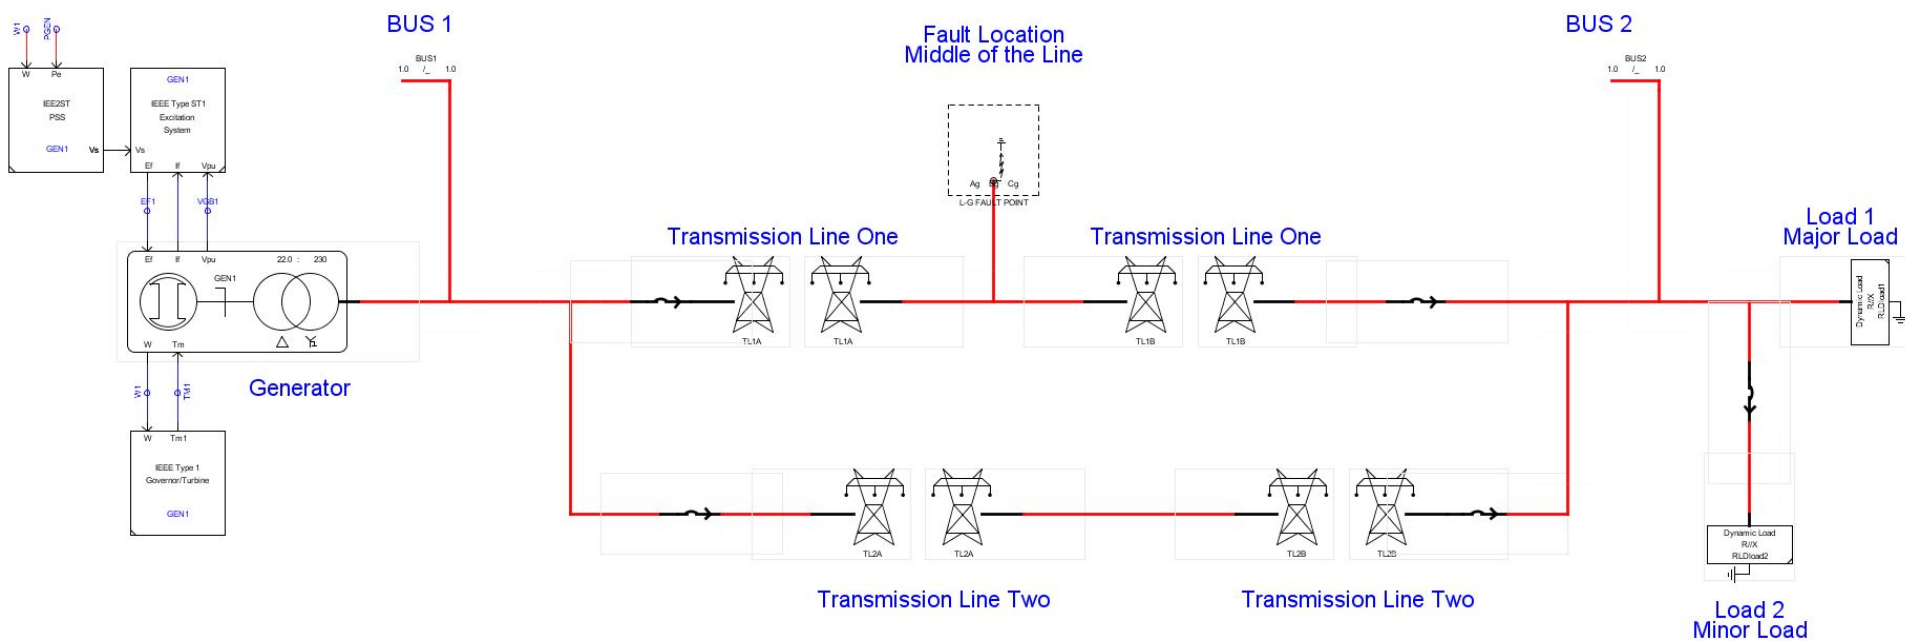 BUS 1
BUS1
1.0 /_ 1.0
Fault Location
Middle of the Line
BUS 2
BUS2
1.0 /_ 1.0
W1
PGEN
W Pe
IEE2ST
PSS
GEN1
Vs
GEN1
IEEE Type ST1
Excitation
System
Vs
Ef If Vpu
EF1
VGB1
Ef If Vpu
22.0 : 230
GEN1
W Tm
Generator
W1
TM1
W Tm1
IEEE Type 1
Governor/Turbine
GEN1
Ag Cg
L-G FAULT POINT
Transmission Line One
TL1A
TL1A
Transmission Line One
TL1B
TL1B
TL2A
TL2A
Transmission Line Two
TL2B
TL2B
Transmission Line Two
Load 1
Major Load
Dynamic Load
R//X
RLDload1
Dynamic Load
R//X
RLDload2
Load 2
Minor Load